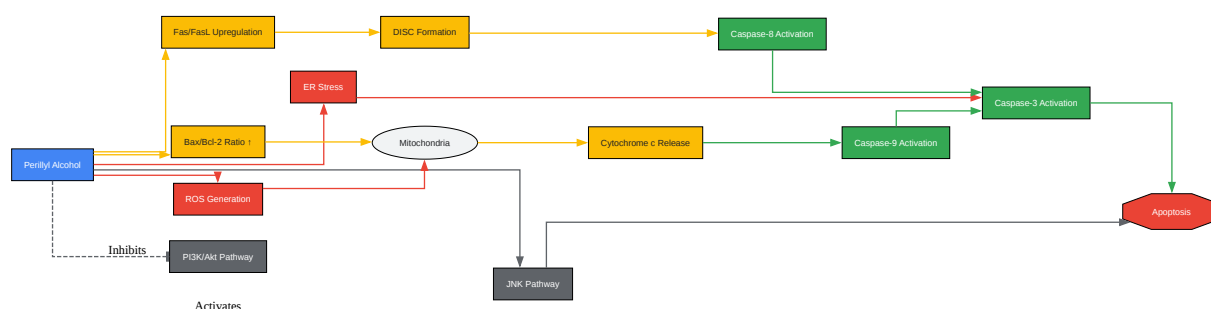 Fas/FasL Upregulation
DISC Formation
Caspase-8 Activation
ER Stress
Caspase-3 Activation
Bax/Bcl-2 Ratio ↑
Mitochondria
Cytochrome c Release
Caspase-9 Activation
Perillyl Alcohol
ROS Generation
Apoptosis
Inhibits
PI3K/Akt Pathway
JNK Pathway
Activates